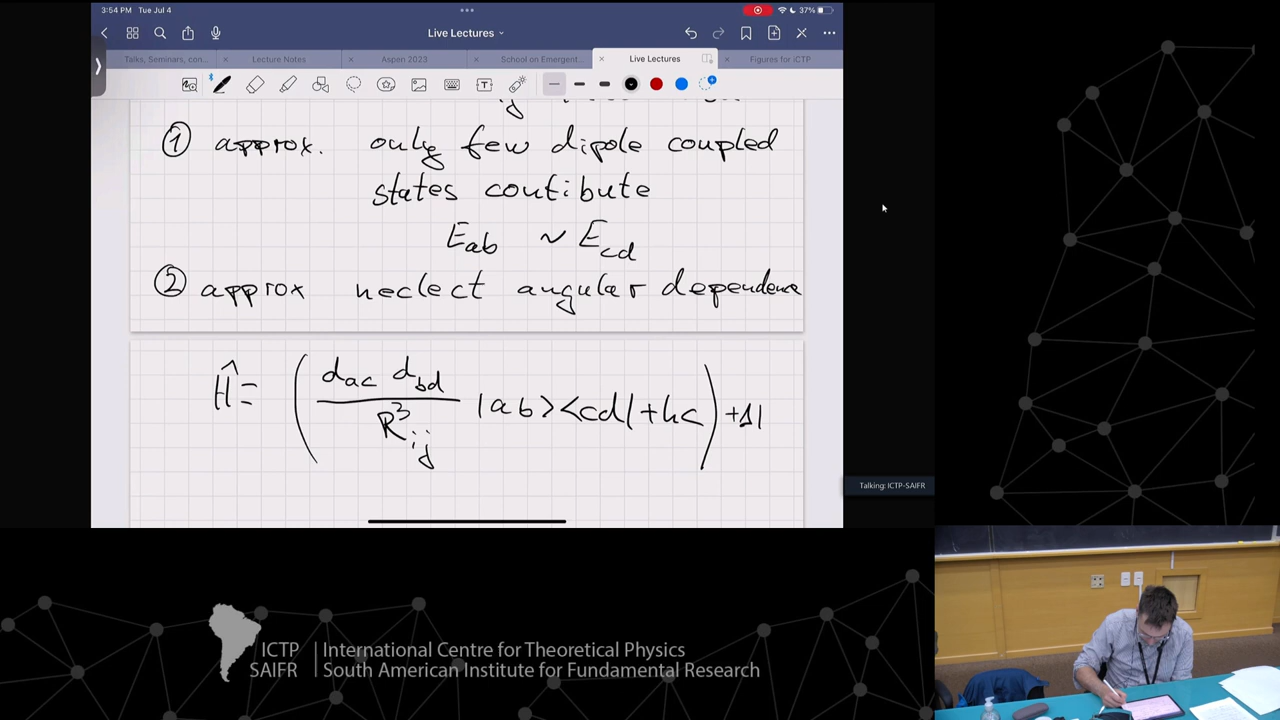 3:54 PM Tue Jul 4
37%
Live Lectures
Talks, Seminars, con...
Lecture Notes
Aspen 2023
School on Emergent...
Live Lectures
Figures for iCTP
① approx. only few dipole coupled
states contibute
E_ab ~ E_cd
② approx neclect angular dependence
Ĥ = ( d_ac d_bd / R³_ij |ab><cd| + hc ) + Δ|
Talking: ICTP-SAIFR
ICTP
SAIFR
International Centre for Theoretical Physics
South American Institute for Fundamental Research